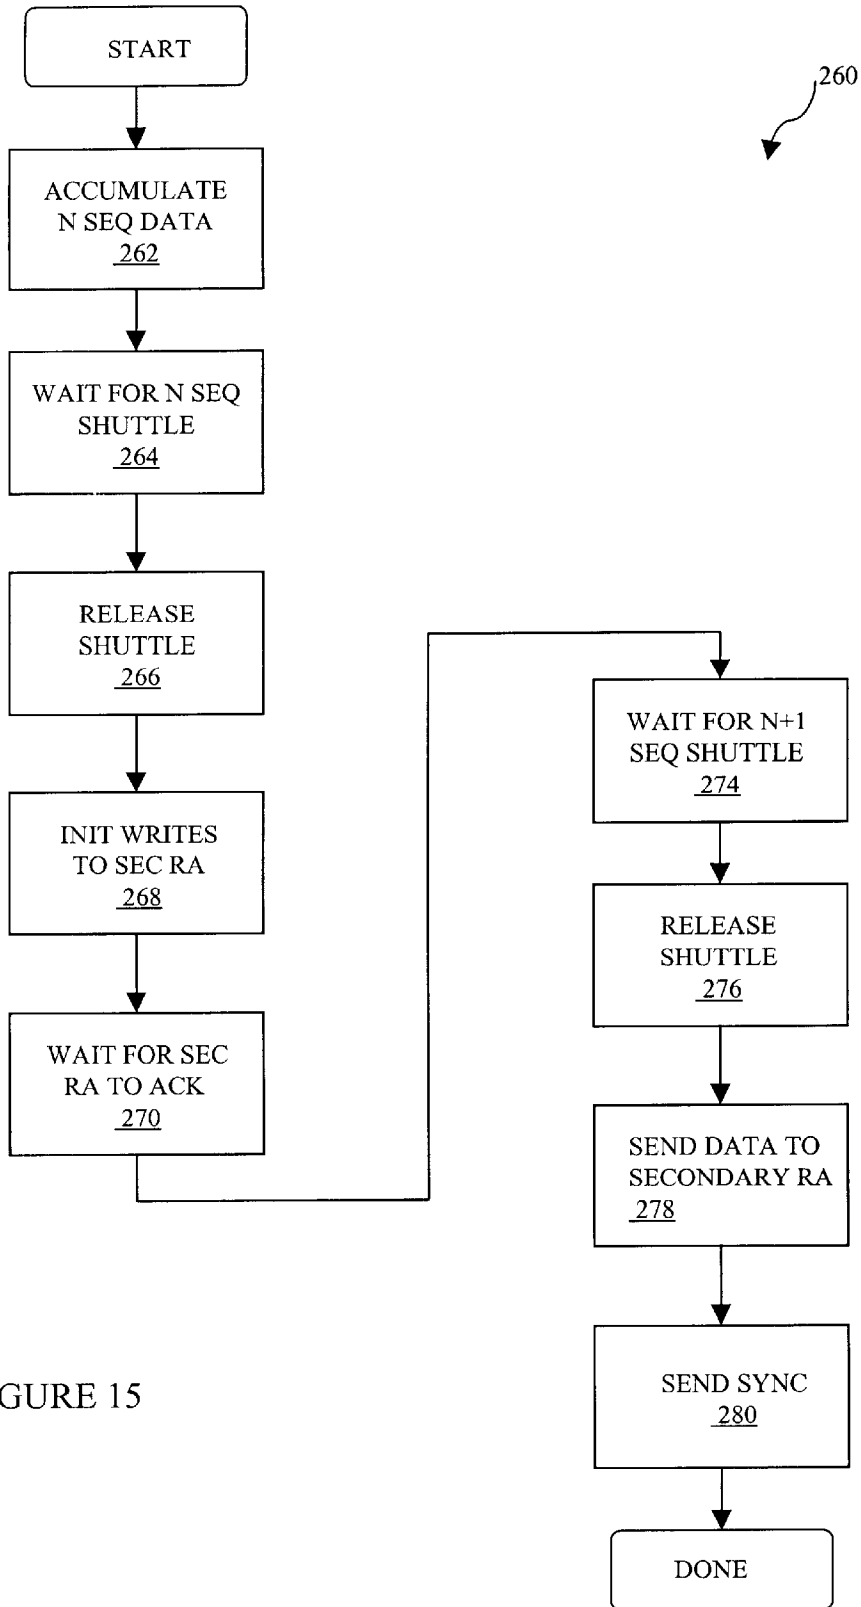 START
260
ACCUMULATE
N SEQ DATA
262
WAIT FOR N SEQ
SHUTTLE
264
RELEASE
SHUTTLE
266
INIT WRITES
TO SEC RA
268
WAIT FOR SEC
RA TO ACK
270
WAIT FOR N+1
SEQ SHUTTLE
274
RELEASE
SHUTTLE
276
SEND DATA TO
SECONDARY RA
278
SEND SYNC
280
DONE
GURE 15